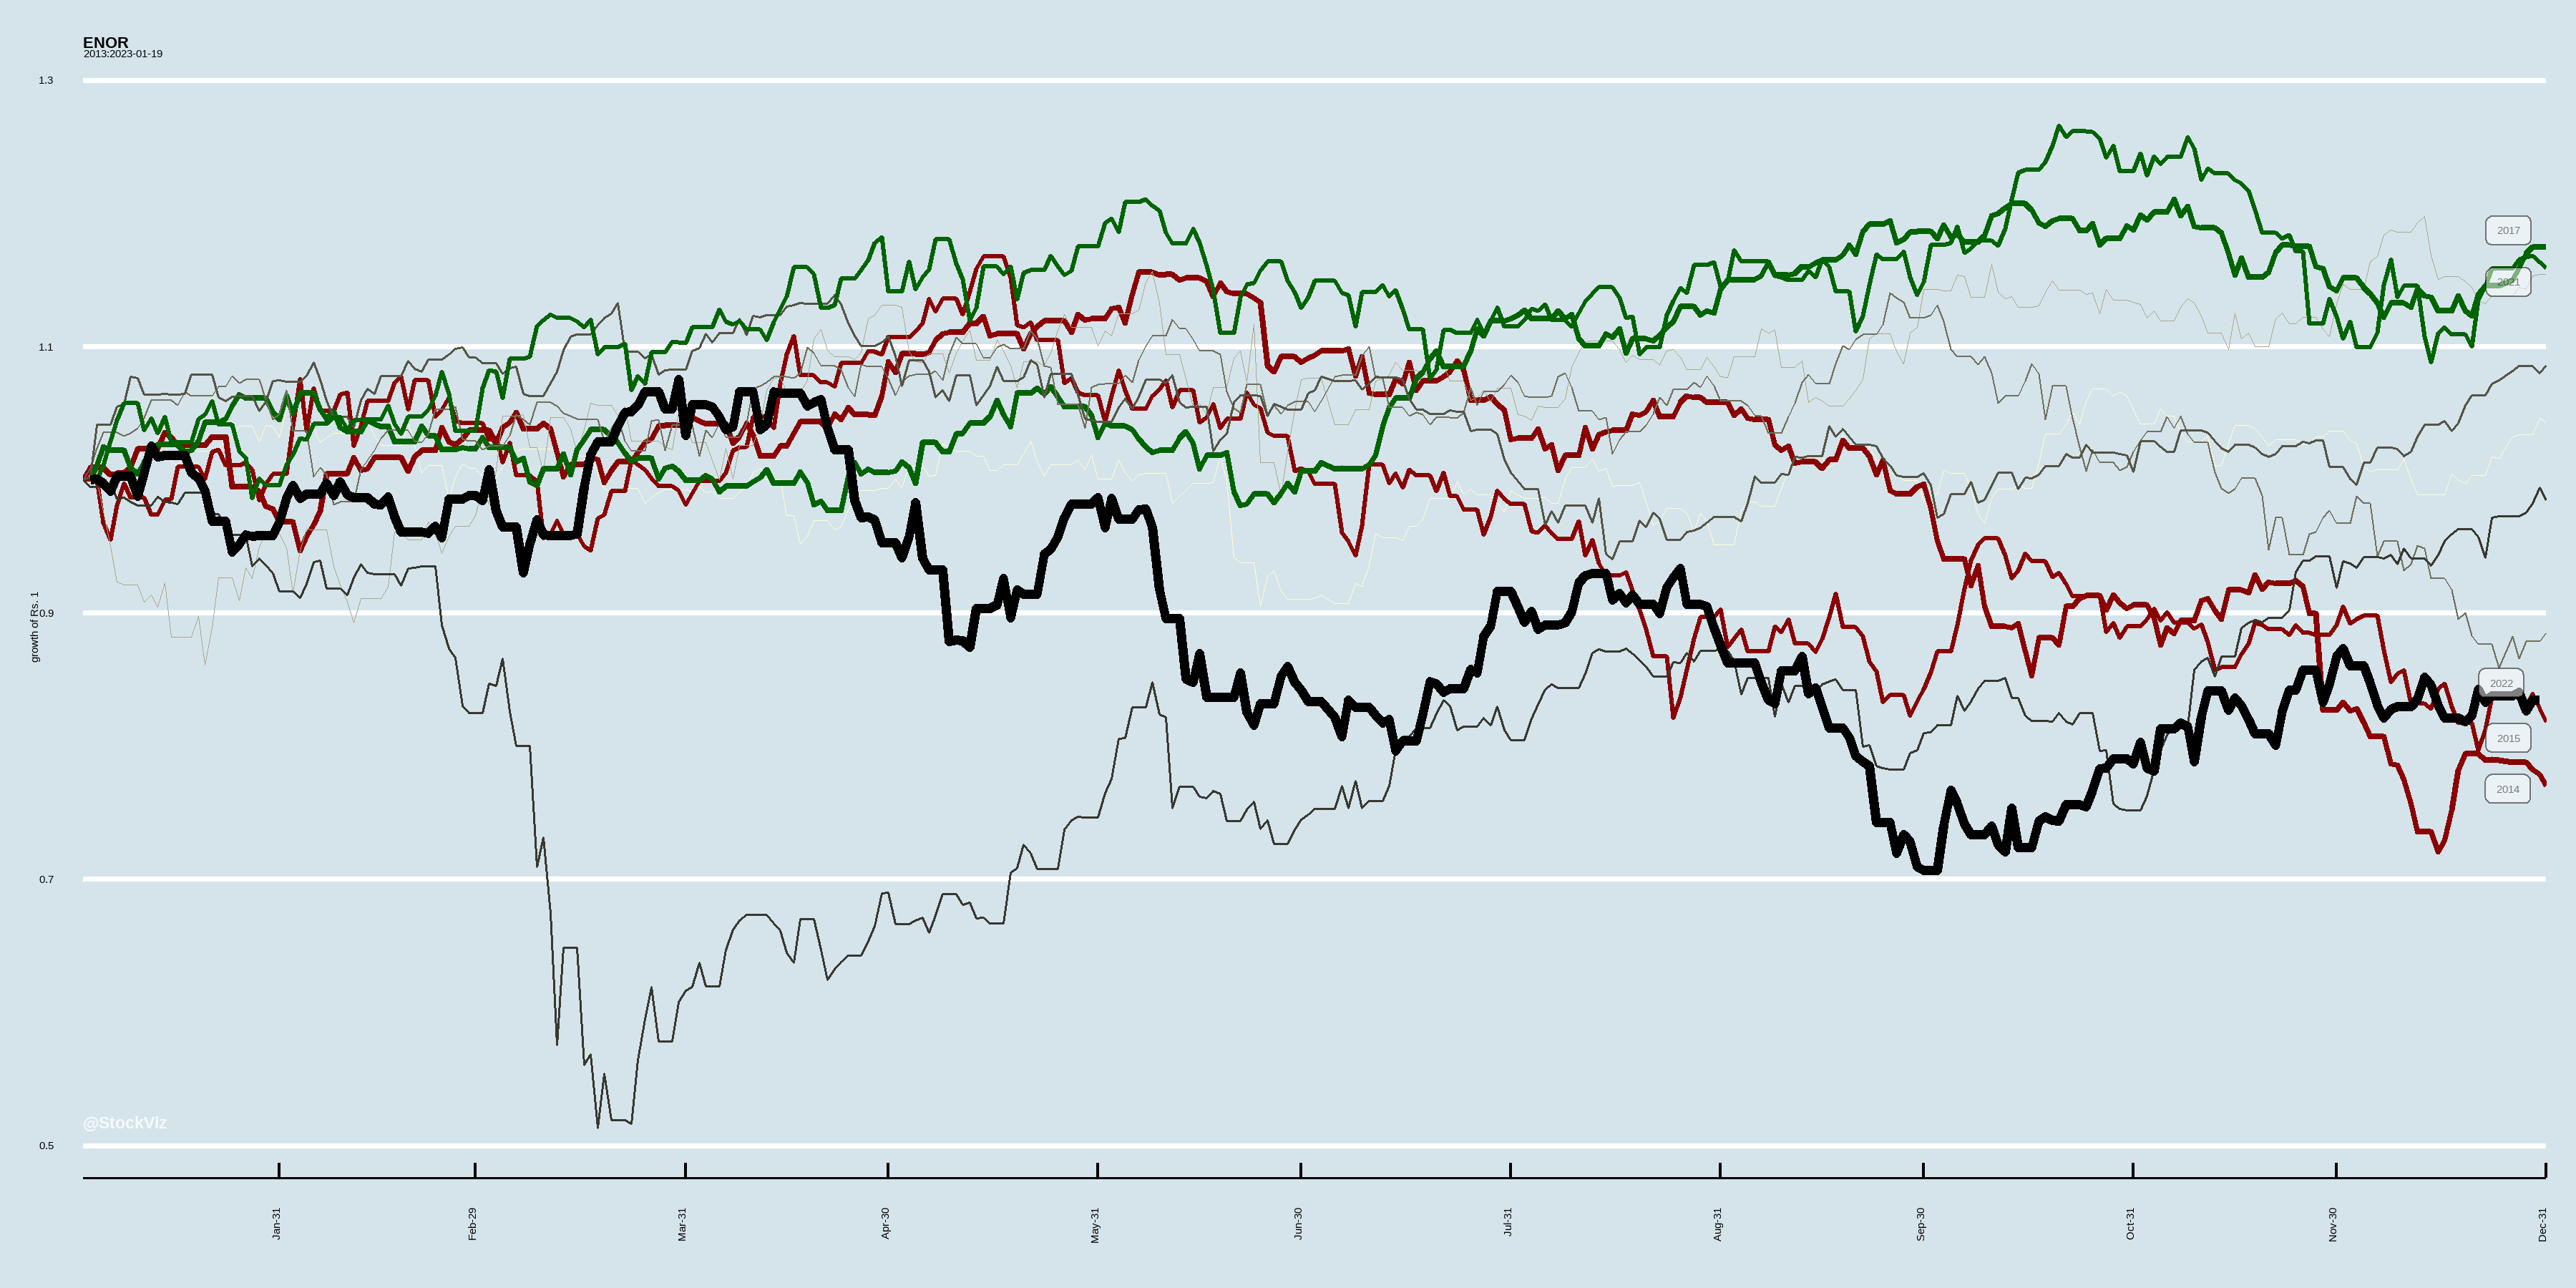 ENOR
2013:2023-01-19
1.3
1.1
0.9
0.7
0.5
growth of Rs. 1
2017
2021
2022
2015
2014
@StockViz
Jan-31
Feb-29
Mar-31
Apr-30
May-31
Jun-30
Jul-31
Aug-31
Sep-30
Oct-31
Nov-30
Dec-31